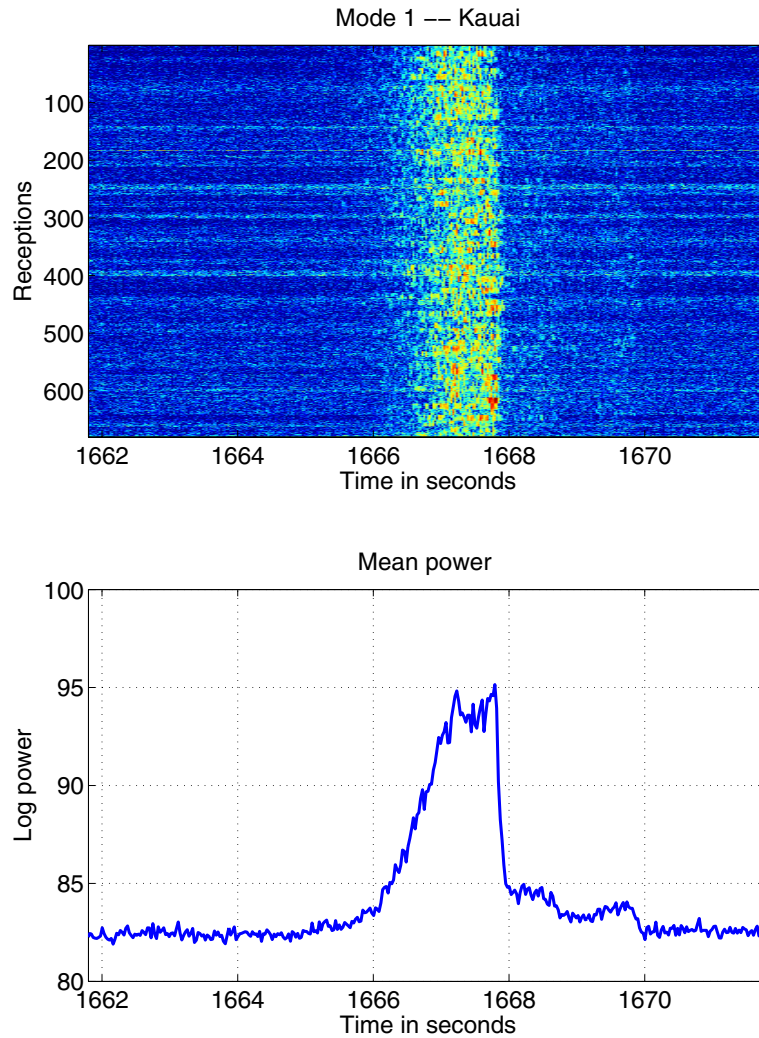 Mode 1 −− Kauai
100
200
300
400
500
600
Receptions
1662 1664 1666 1668 1670
Time in seconds
Mean power
100
95
90
85
80
Log power
1662 1664 1666 1668 1670
Time in seconds